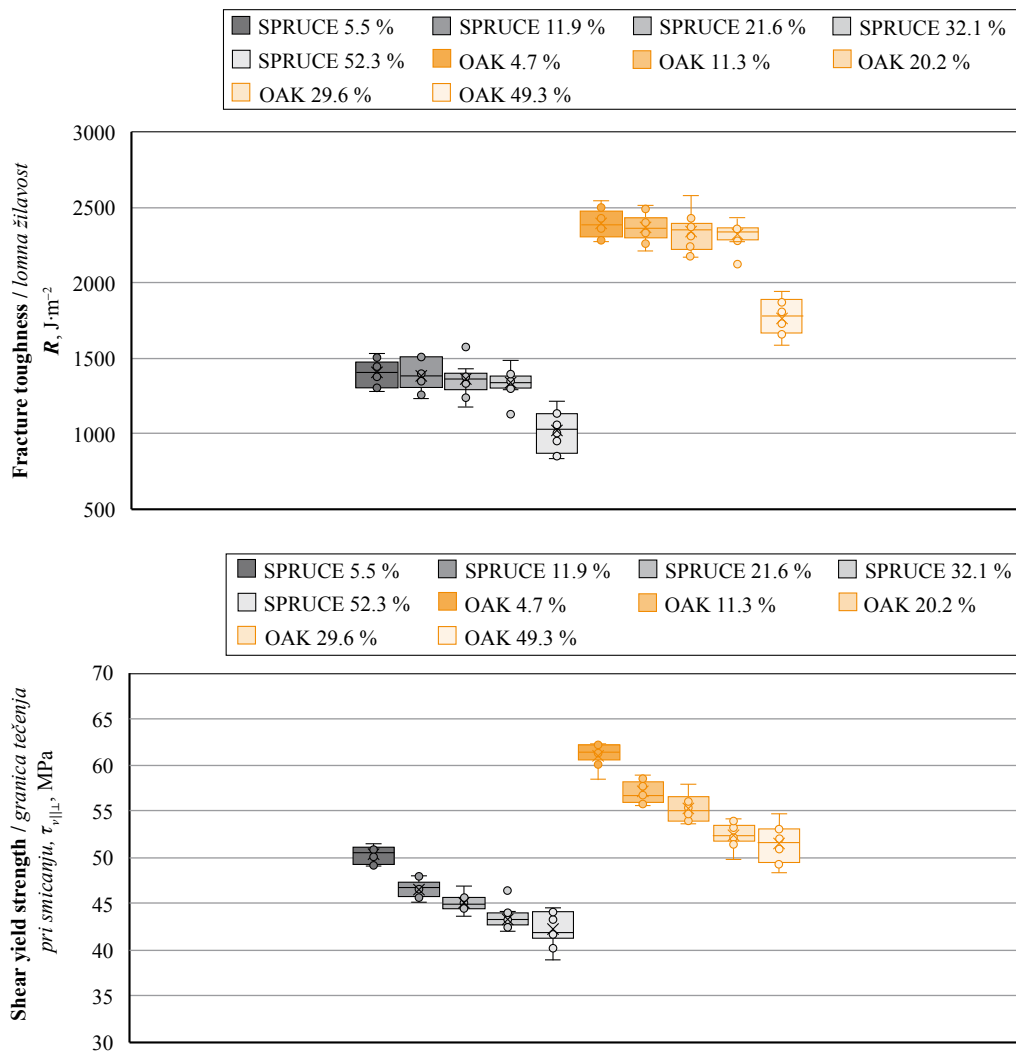 SPRUCE 5.5 % SPRUCE 11.9 % SPRUCE 21.6 % SPRUCE 32.1 %
SPRUCE 52.3 % OAK 4.7 % OAK 11.3 % OAK 20.2 %
OAK 29.6 % OAK 49.3 %
Fracture toughness / lomna žilavost
R, J·m⁻²
3000
2500
2000
1500
1000
500
SPRUCE 5.5 % SPRUCE 11.9 % SPRUCE 21.6 % SPRUCE 32.1 %
SPRUCE 52.3 % OAK 4.7 % OAK 11.3 % OAK 20.2 %
OAK 29.6 % OAK 49.3 %
Shear yield strength / granica tečenja
pri smicanju, τᵥ||⊥, MPa
70
65
60
55
50
45
40
35
30